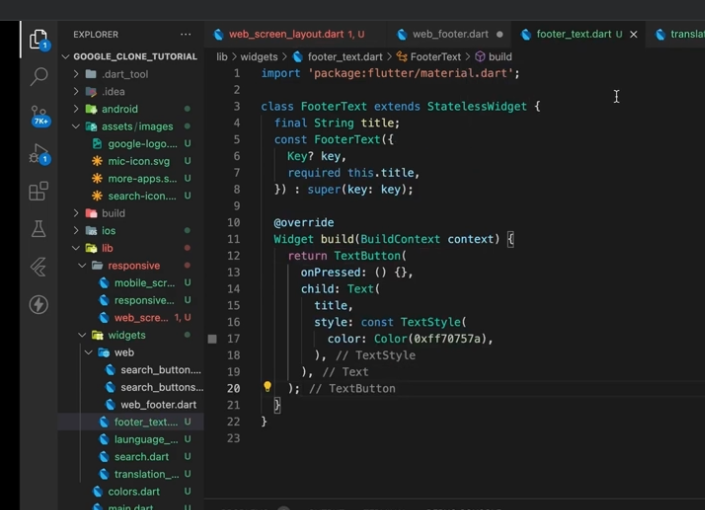 EXPLORER ...
web_screen_layout.dart 1, U
web_footer.dart
footer_text.dart U
GOOGLE_CLONE_TUTORIAL
lib > widgets > footer_text.dart > FooterText > build
.dart_tool
.idea
android
assets/images
google-logo.... U
mic-icon.svg U
more-apps.s... U
search-icon.... U
build
ios
lib
responsive
mobile_scr... U
responsive... U
web_scre... 1, U
widgets
web
search_button....
search_buttons...
web_footer.dart
footer_text.... U
launguage_... U
search.dart U
translation_... U
colors.dart U
main.dart
7K+
1
1
1 import 'package:flutter/material.dart';
2
3 class FooterText extends StatelessWidget {
4 final String title;
5 const FooterText({
6 Key? key,
7 required this.title,
8 }) : super(key: key);
9
10 @override
11 Widget build(BuildContext context) {
12 return TextButton(
13 onPressed: () {},
14 child: Text(
15 title,
16 style: const TextStyle(
17 color: Color(0xff70757a),
18 ), // TextStyle
19 ), // Text
20 ); // TextButton
21 }
22 }
23